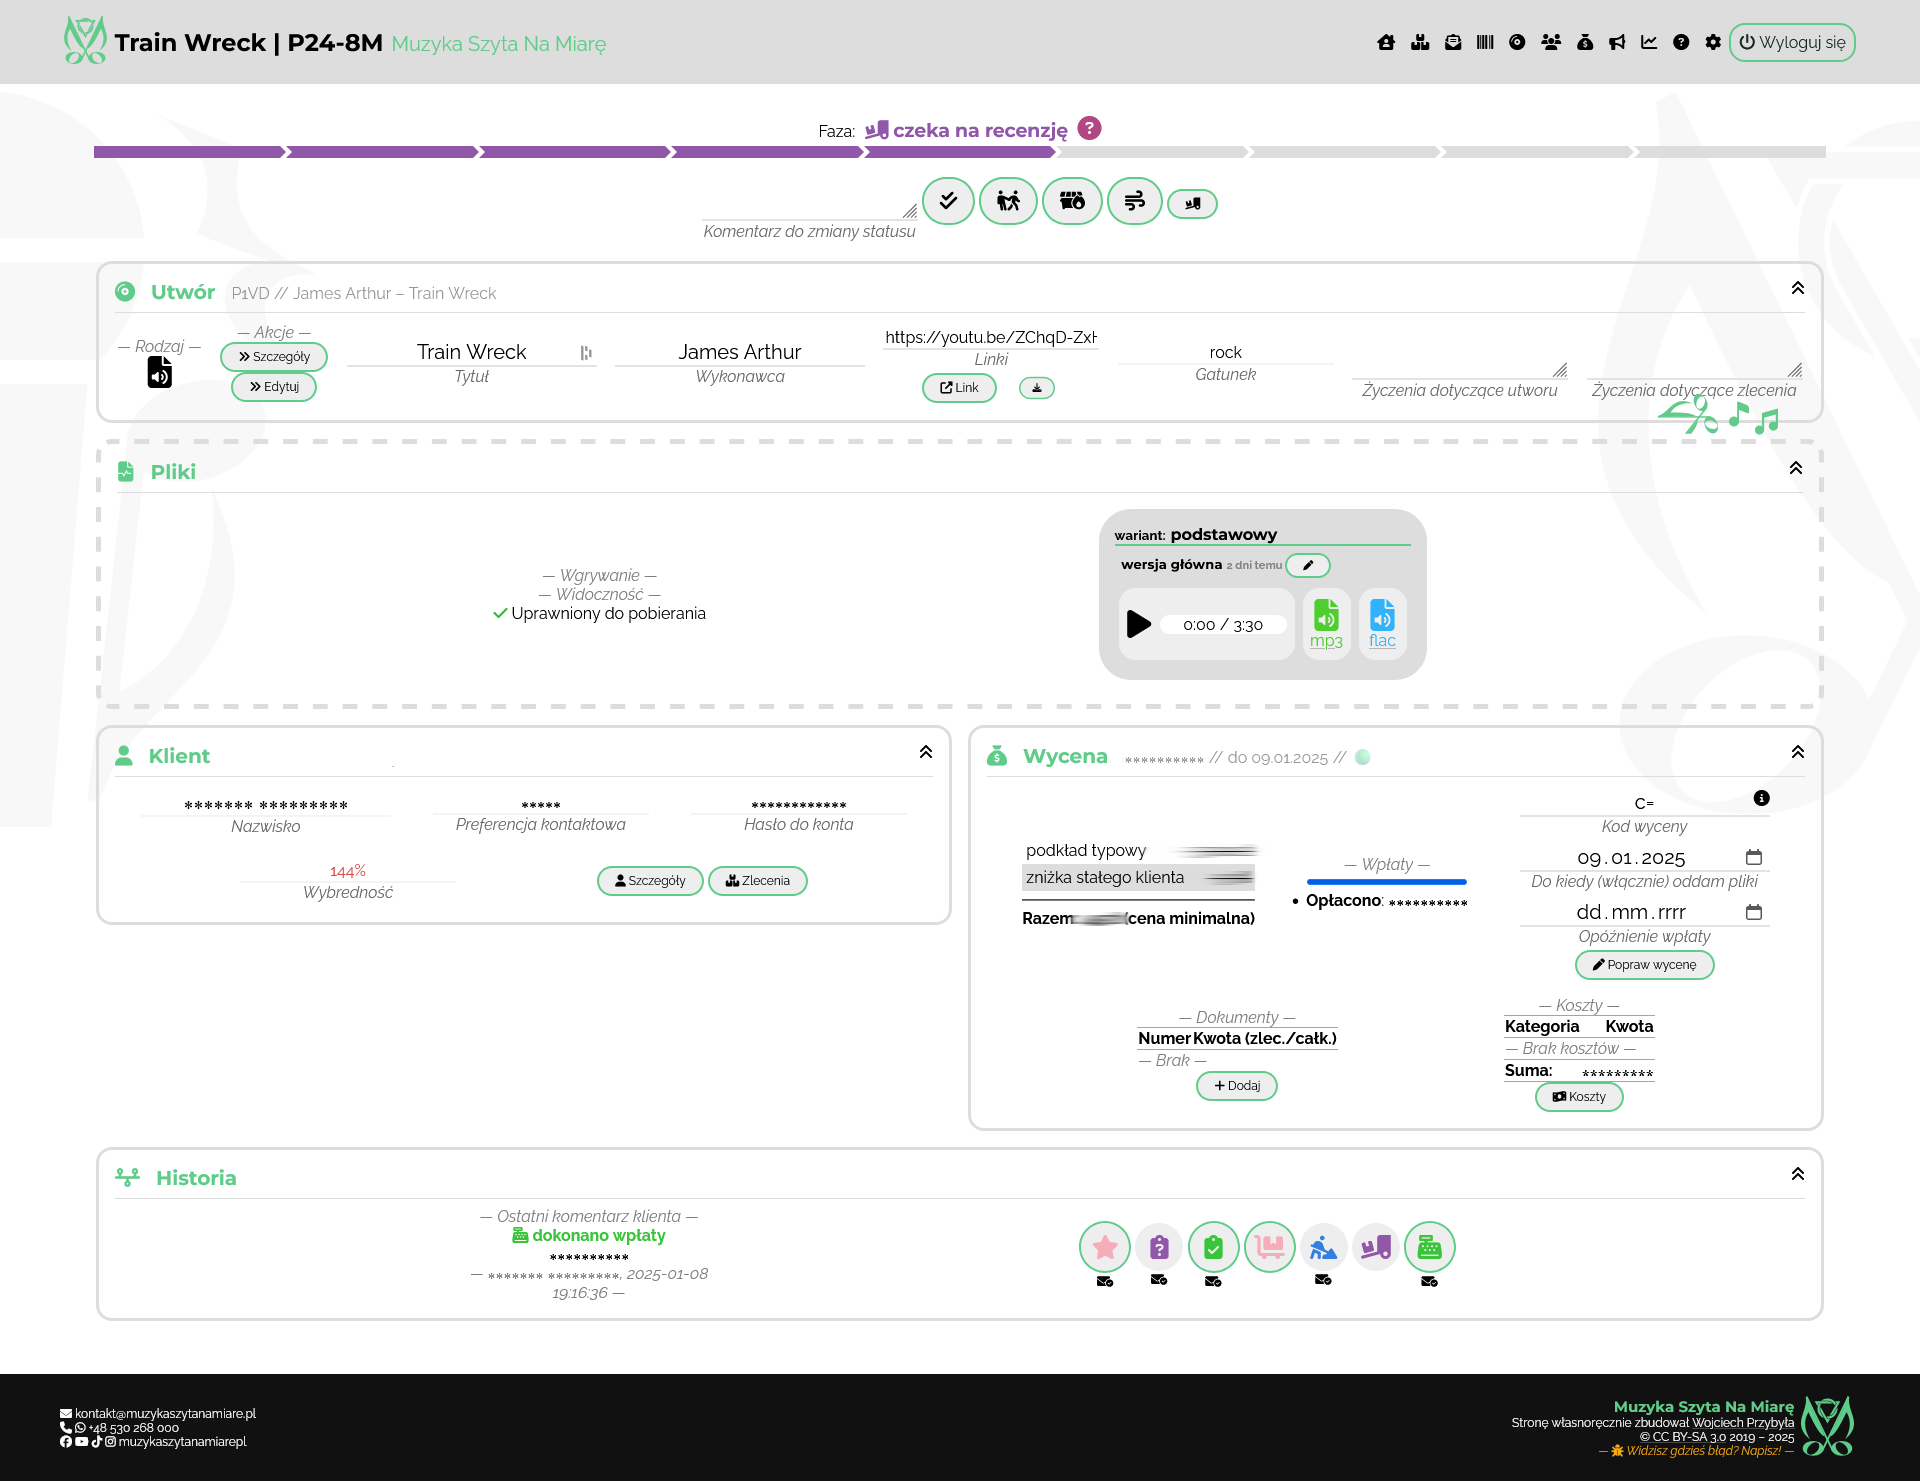 Train Wreck | P24-8M Muzyka Szyta Na Miarę
Wyloguj się
Faza: czeka na recenzję
Komentarz do zmiany statusu
Utwór P1VD // James Arthur – Train Wreck
— Rodzaj —
— Akcje —
Szczegóły
Edytuj
Train Wreck
Tytuł
James Arthur
Wykonawca
https://youtu.be/ZChqD-Zx
Linki
Link
rock
Gatunek
Życzenia dotyczące utworu
Życzenia dotyczące zlecenia
Pliki
— Wgrywanie —
— Widoczność —
Uprawniony do pobierania
wariant: podstawowy
wersja główna 2 dni temu
0:00 / 3:30
mp3
flac
Klient
******* *********
Nazwisko
*****
Preferencja kontaktowa
************
Hasło do konta
144%
Wybredność
Szczegóły
Zlecenia
Wycena ********** // do 09.01.2025 //
podkład typowy
zniżka stałego klienta
Razem (cena minimalna)
— Wpłaty —
• Opłacono: **********
C=
Kod wyceny
09.01.2025
Do kiedy (włącznie) oddam pliki
dd.mm.rrrr
Opóźnienie wpłaty
Popraw wycenę
— Dokumenty —
Numer Kwota (zlec./całk.)
— Brak —
Dodaj
— Koszty —
Kategoria Kwota
— Brak kosztów —
Suma: *********
Koszty
Historia
— Ostatni komentarz klienta —
dokonano wpłaty
**********
— ******* *********, 2025-01-08
19:16:36 —
kontakt@muzykaszytanamiare.pl
+48 530 268 000
muzykaszytanamiarepl
Muzyka Szyta Na Miarę
Stronę własnoręcznie zbudował Wojciech Przybyła
© CC BY-SA 3.0 2019 – 2025
— Widzisz gdzieś błąd? Napisz! —